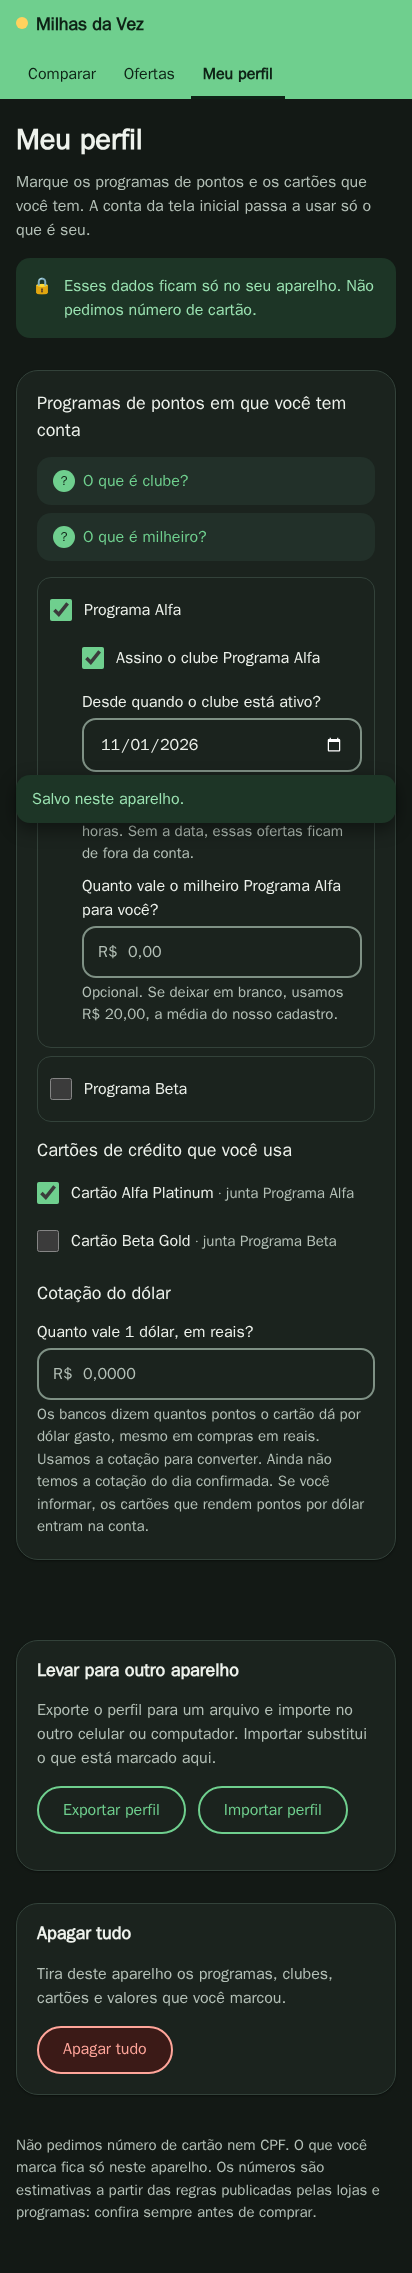 Milhas da Vez
Comparar Ofertas Meu perfil
Meu perfil
Marque os programas de pontos e os cartões que
você tem. A conta da tela inicial passa a usar só o
que é seu.
Esses dados ficam só no seu aparelho. Não
pedimos número de cartão.
Programas de pontos em que você tem
conta
? O que é clube?
? O que é milheiro?
Programa Alfa
Assino o clube Programa Alfa
Desde quando o clube está ativo?
11/01/2026
Salvo neste aparelho.
horas. Sem a data, essas ofertas ficam
de fora da conta.
Quanto vale o milheiro Programa Alfa
para você?
R$ 0,00
Opcional. Se deixar em branco, usamos
R$ 20,00, a média do nosso cadastro.
Programa Beta
Cartões de crédito que você usa
Cartão Alfa Platinum · junta Programa Alfa
Cartão Beta Gold · junta Programa Beta
Cotação do dólar
Quanto vale 1 dólar, em reais?
R$ 0,0000
Os bancos dizem quantos pontos o cartão dá por
dólar gasto, mesmo em compras em reais.
Usamos a cotação para converter. Ainda não
temos a cotação do dia confirmada. Se você
informar, os cartões que rendem pontos por dólar
entram na conta.
Levar para outro aparelho
Exporte o perfil para um arquivo e importe no
outro celular ou computador. Importar substitui
o que está marcado aqui.
Exportar perfil Importar perfil
Apagar tudo
Tira deste aparelho os programas, clubes,
cartões e valores que você marcou.
Apagar tudo
Não pedimos número de cartão nem CPF. O que você
marca fica só neste aparelho. Os números são
estimativas a partir das regras publicadas pelas lojas e
programas: confira sempre antes de comprar.